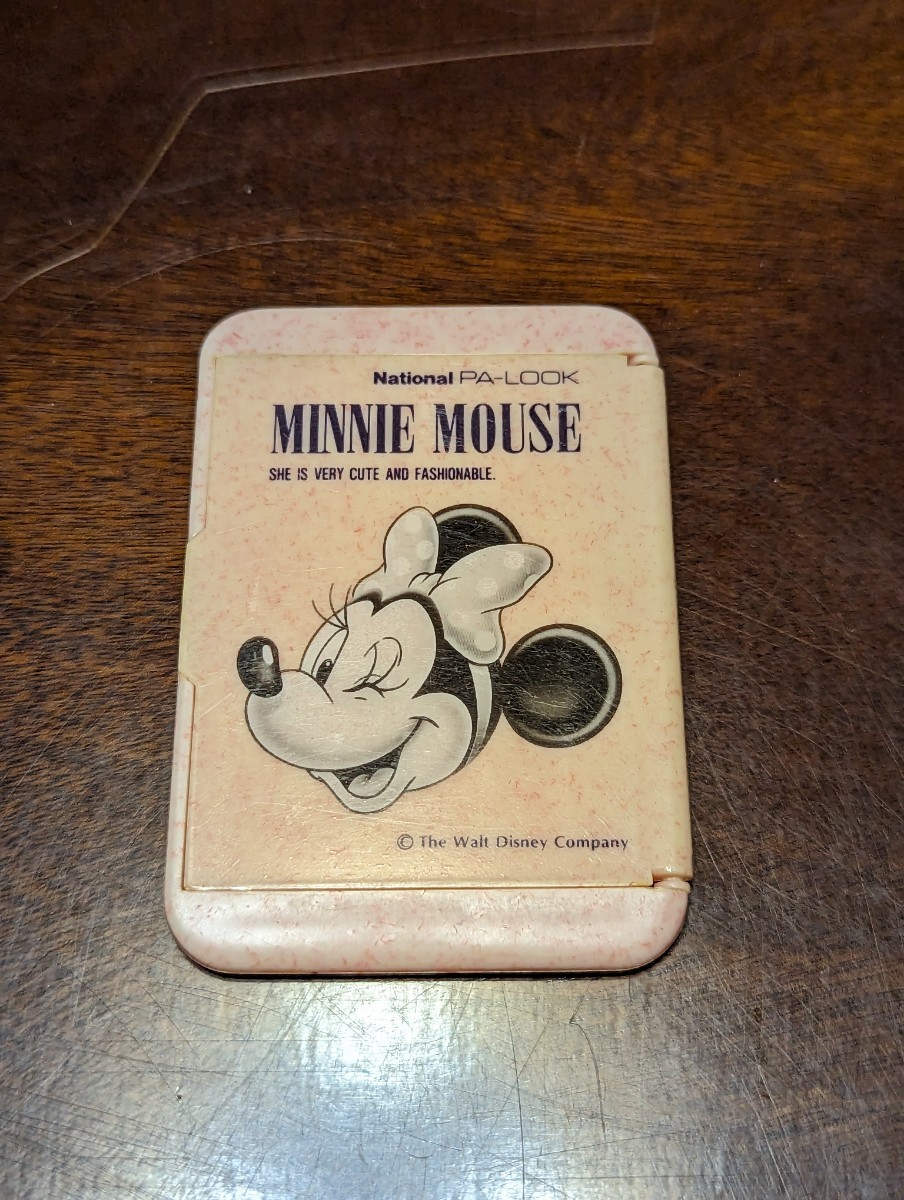 National PA-LOOK
MINNIE MOUSE
SHE IS VERY CUTE AND FASHIONABLE.
© The Walt Disney Company